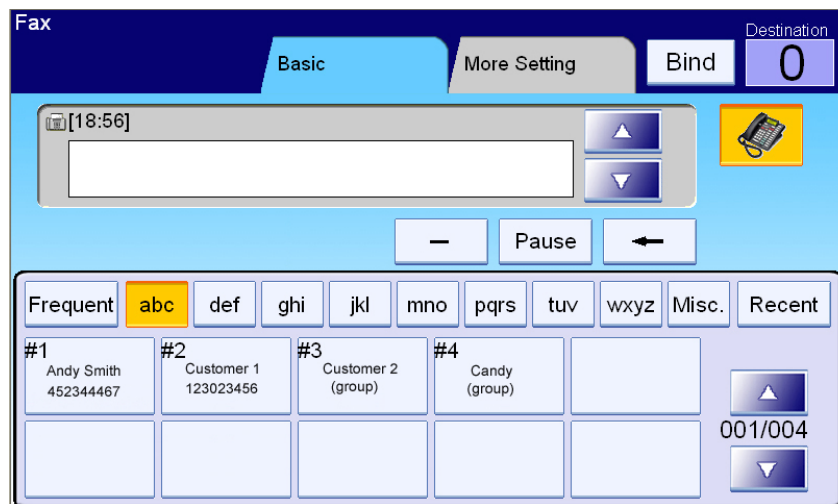 Fax
Destination
Basic
More Setting
Bind
0
[18:56]
–
Pause
Frequent
abc
def
ghi
jkl
mno
pqrs
tuv
wxyz
Misc.
Recent
#1
Andy Smith
452344467
#2
Customer 1
123023456
#3
Customer 2
(group)
#4
Candy
(group)
001/004